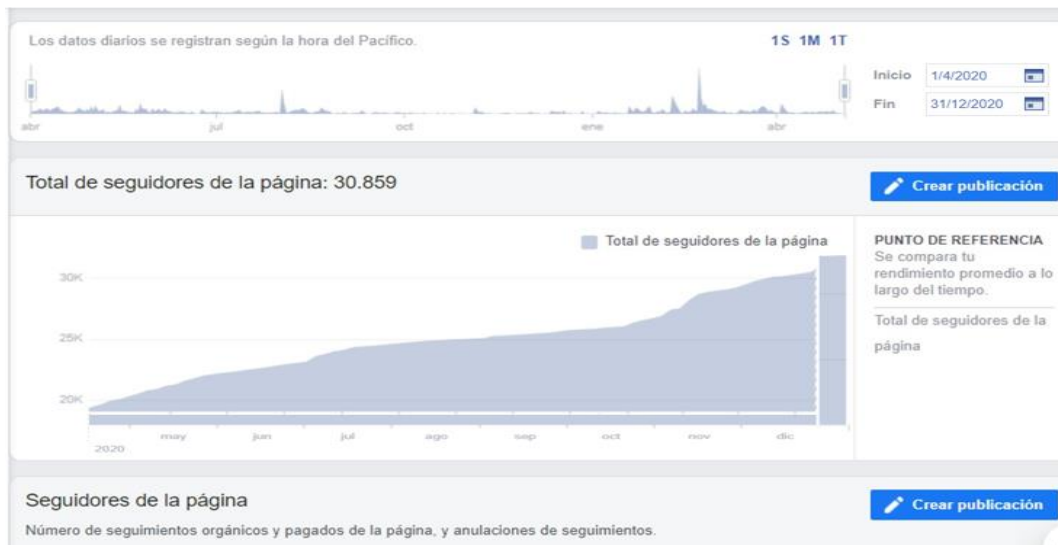 Los datos diarios se registran según la hora del Pacífico.
1S 1M 1T
Inicio 1/4/2020
Fin 31/12/2020
abr jul oct ene abr
Total de seguidores de la página: 30.859
Crear publicación
Total de seguidores de la página
30K
25K
20K
may jun jul ago sep oct nov dic
2020
PUNTO DE REFERENCIA
Se compara tu
rendimiento promedio a lo
largo del tiempo.
Total de seguidores de la
página
Seguidores de la página
Crear publicación
Número de seguimientos orgánicos y pagados de la página, y anulaciones de seguimientos.